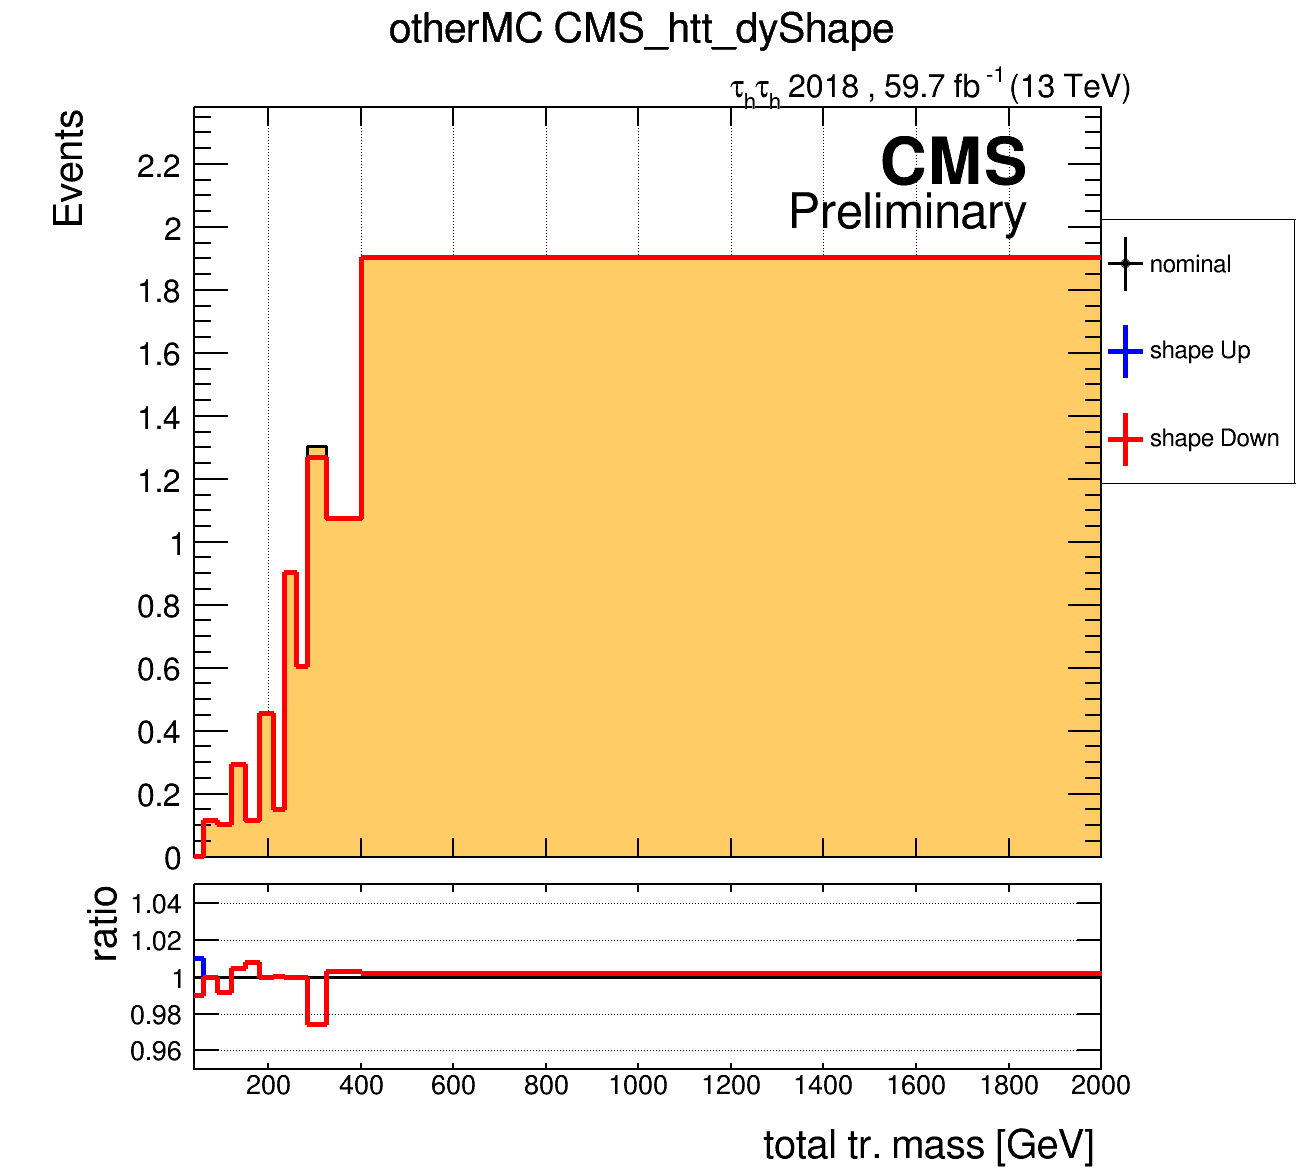 otherMC CMS_htt_dyShape
τhτh 2018 , 59.7 fb-1 (13 TeV)
Events
CMS
Preliminary
2.2
2
1.8
1.6
1.4
1.2
1
0.8
0.6
0.4
0.2
0
nominal
shape Up
shape Down
ratio
1.04
1.02
1
0.98
0.96
200 400 600 800 1000 1200 1400 1600 1800 2000
total tr. mass [GeV]